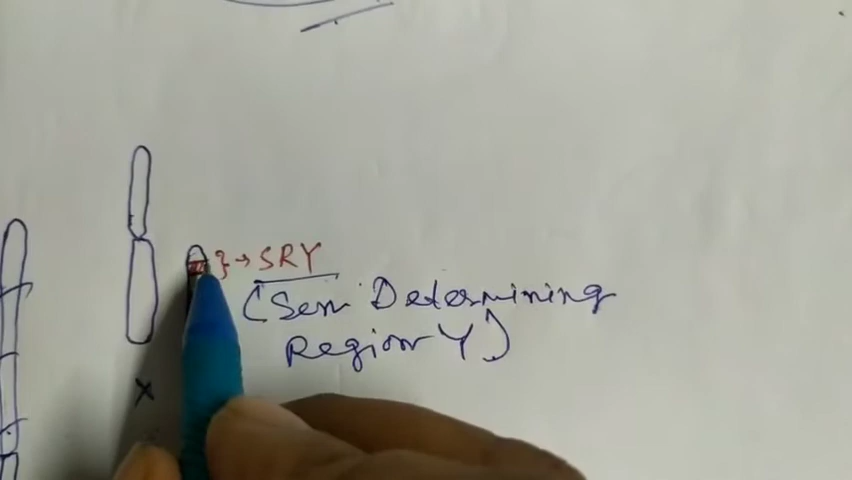 } → SRY
(Sex Determining
Region Y)
X